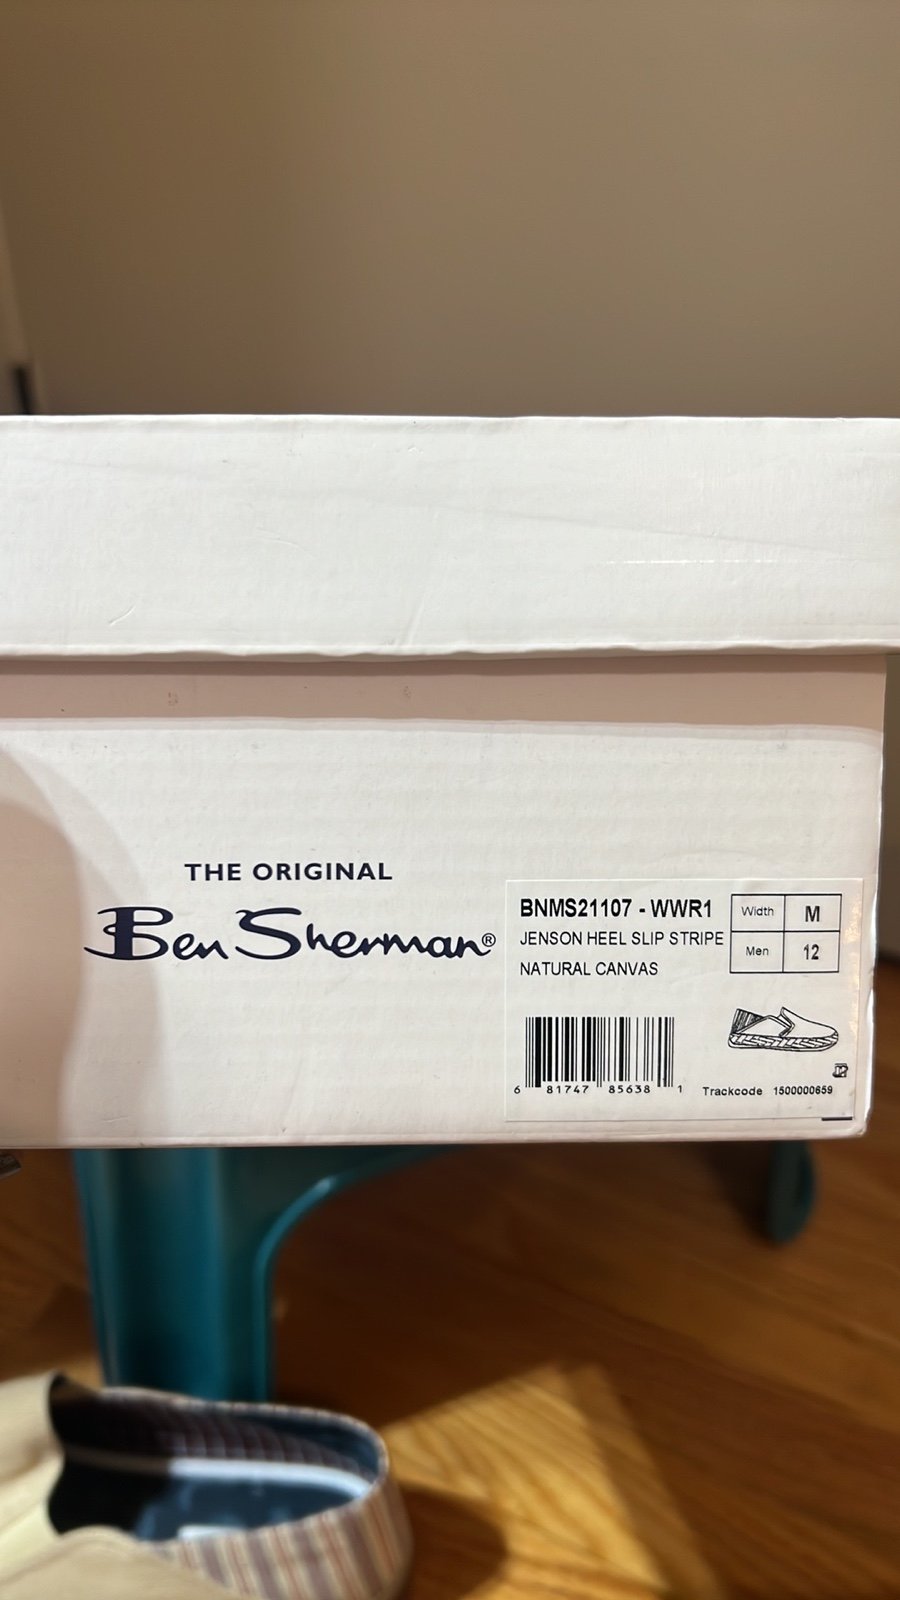 THE ORIGINAL
Ben Sherman®
BNMS21107 - WWR1
JENSON HEEL SLIP STRIPE
NATURAL CANVAS
Width M
Men 12
6 81747 85638 1
Trackcode 1500000659